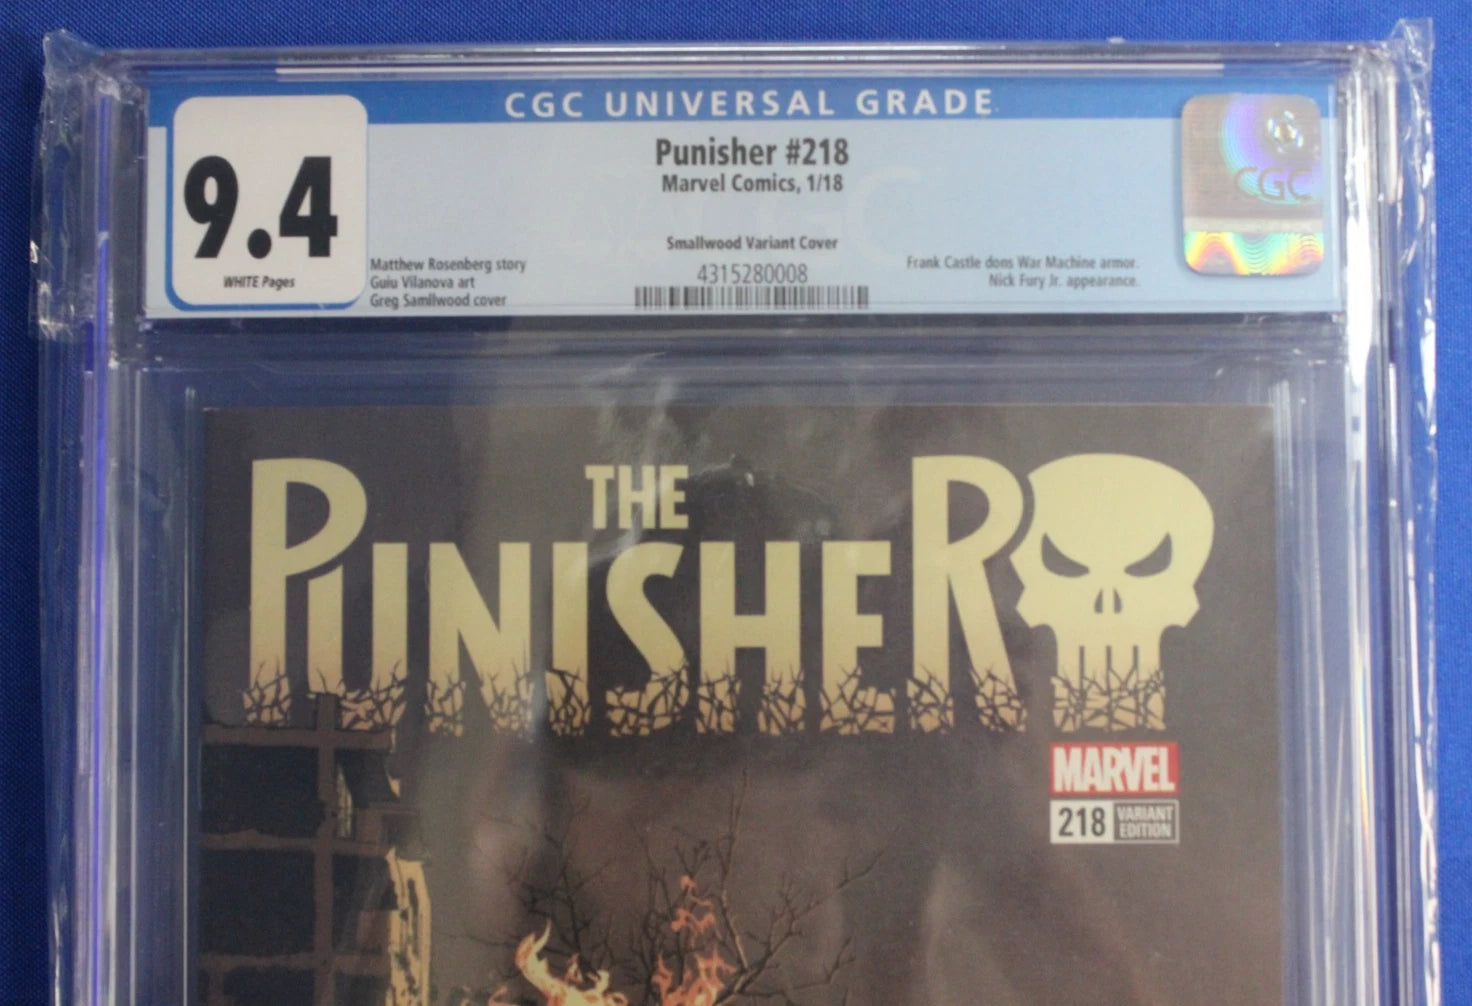 CGC UNIVERSAL GRADE
9.4
WHITE Pages
Punisher #218
Marvel Comics, 1/18
Smallwood Variant Cover
4315280008
Matthew Rosenberg story
Guiu Vilanova art
Greg Samllwood cover
Frank Castle dons War Machine armor.
Nick Fury Jr. appearance.
CGC
THE
PUNISHER
MARVEL
218 VARIANT
EDITION